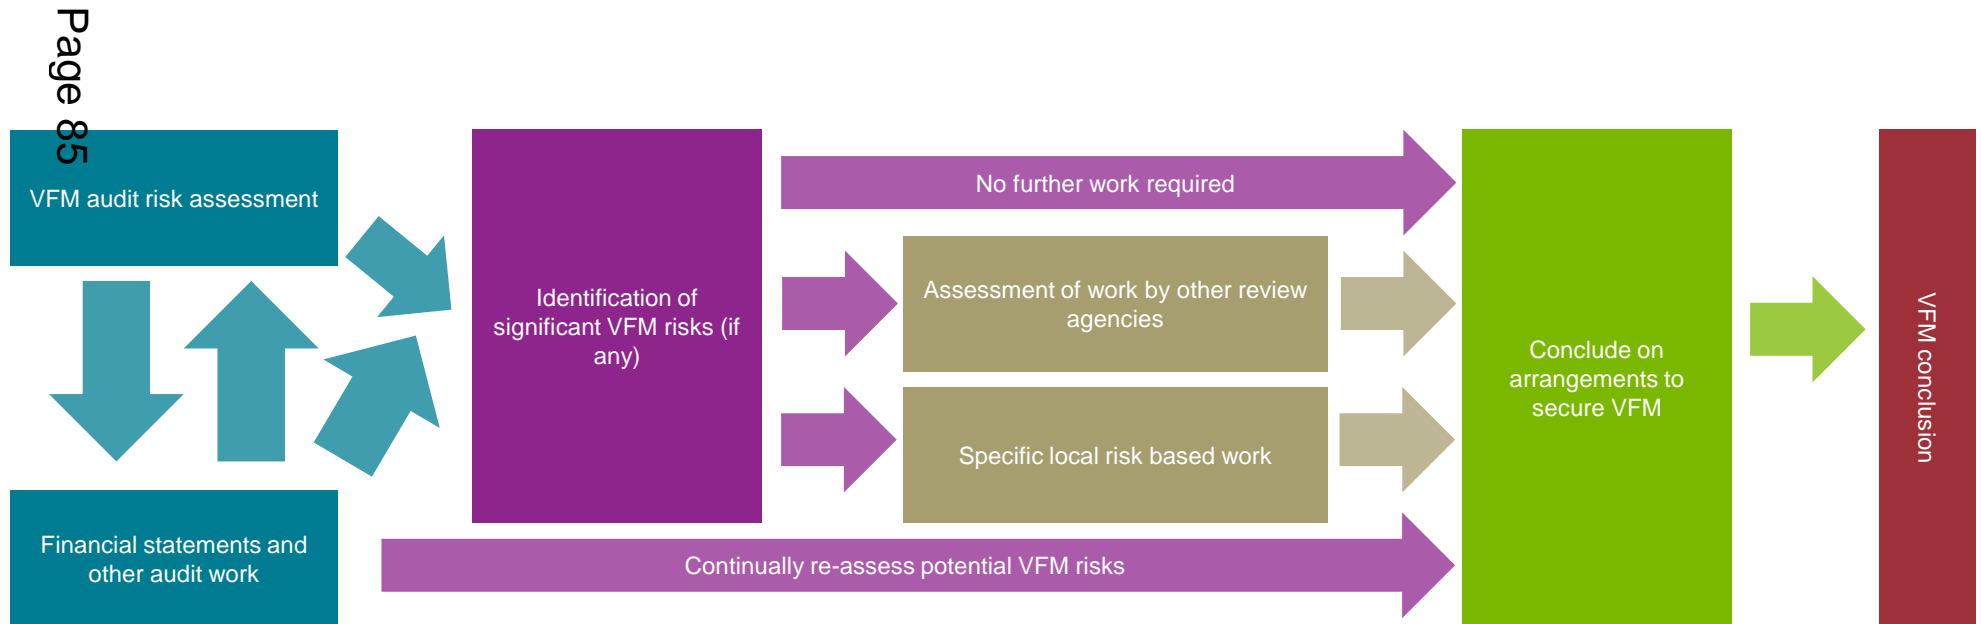 Page 85
VFM audit risk assessment
Financial statements and
other audit work
Identification of
significant VFM risks (if
any)
No further work required
Assessment of work by other review
agencies
Specific local risk based work
Continually re-assess potential VFM risks
Conclude on
arrangements to
secure VFM
VFM conclusion